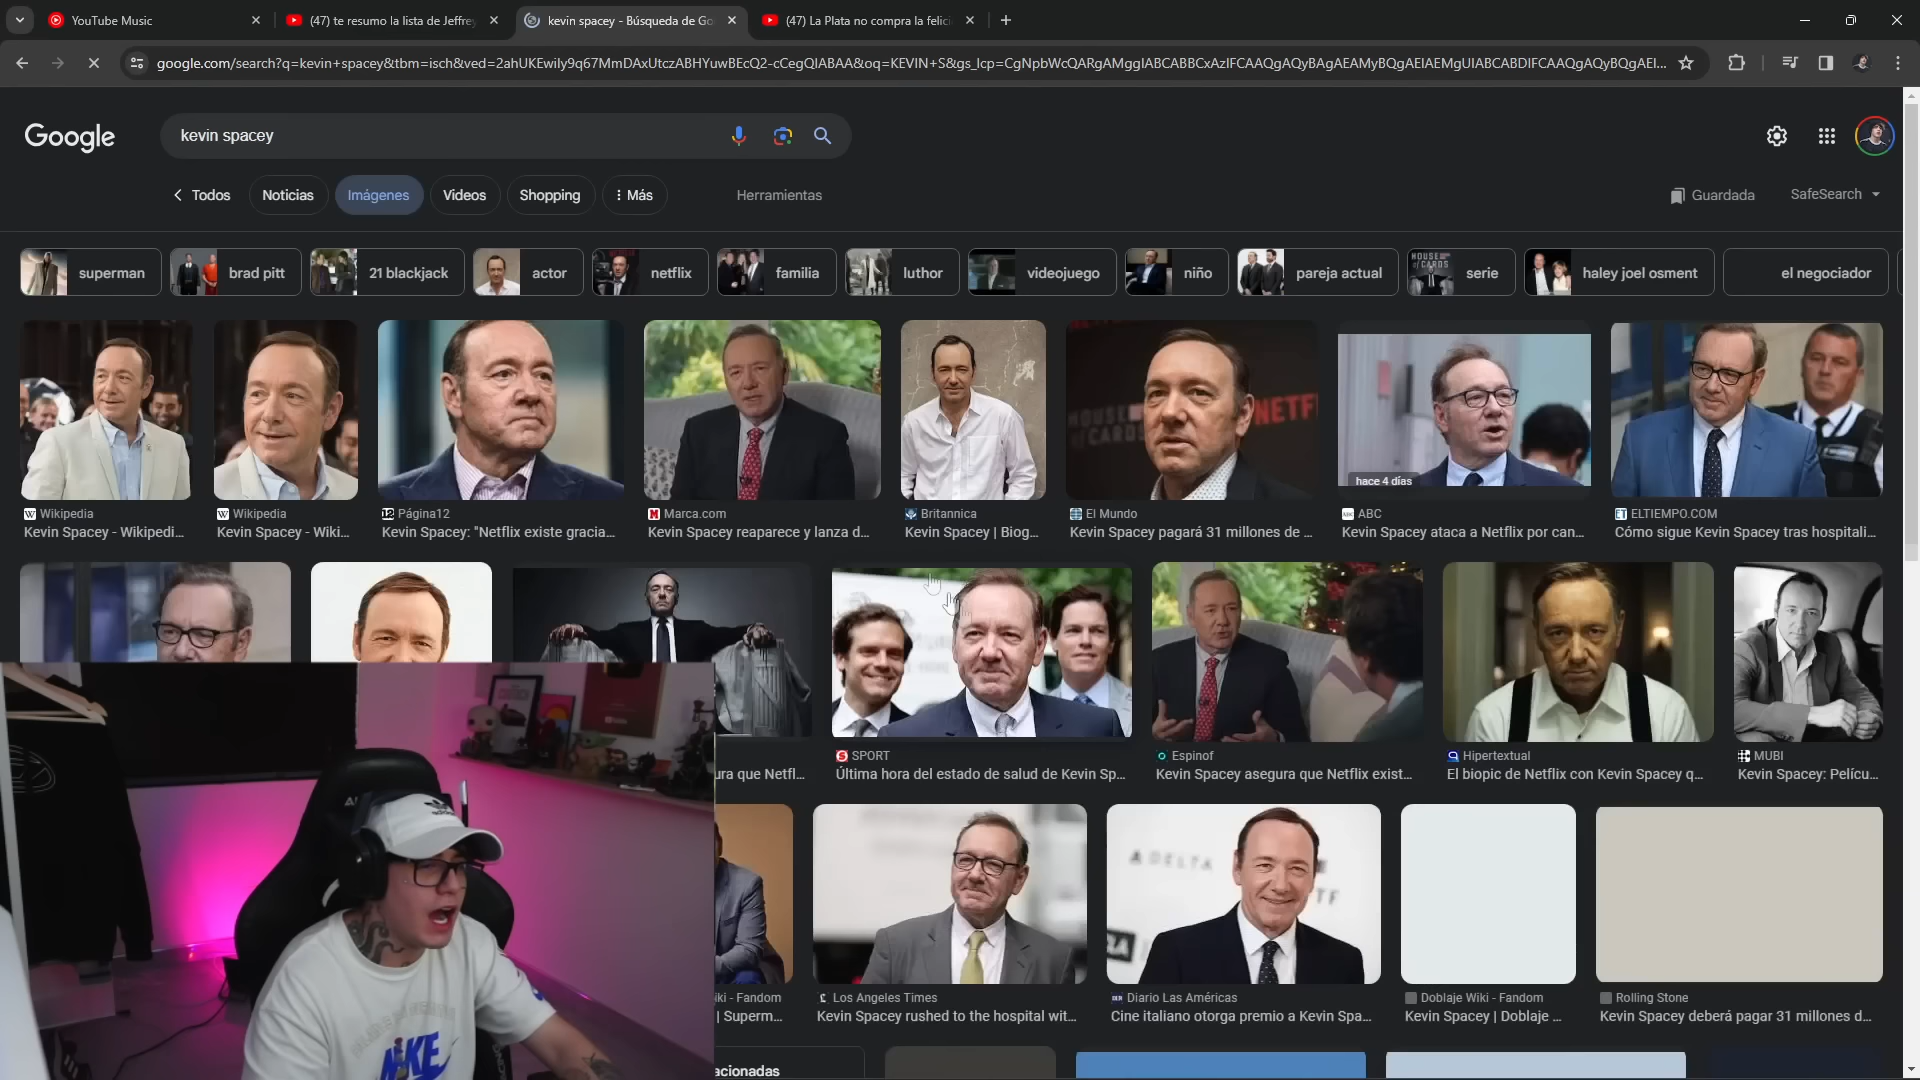 YouTube Music
(47) te resumo la lista de Jeffrey
kevin spacey - Búsqueda de Go
(47) La Plata no compra la felici
google.com/search?q=kevin+spacey&tbm=isch&ved=
Google
kevin spacey
Todos
Noticias
Imágenes
Videos
Shopping
Más
Herramientas
Guardada
SafeSearch
superman
brad pitt
21 blackjack
actor
netflix
familia
luthor
videojuego
niño
pareja actual
serie
haley joel osment
el negociador
HOUSE of CARDS
NETF
hace 4 días
Wikipedia
Kevin Spacey - Wikipedi...
Wikipedia
Kevin Spacey - Wiki...
Página12
Kevin Spacey: "Netflix existe gracia...
Marca.com
Kevin Spacey reaparece y lanza d...
Britannica
Kevin Spacey | Biog...
El Mundo
Kevin Spacey pagará 31 millones de ...
ABC
Kevin Spacey ataca a Netflix por can...
ELTIEMPO.COM
Cómo sigue Kevin Spacey tras hospitali...
ura que Netfl...
SPORT
Última hora del estado de salud de Kevin Sp...
Espinof
Kevin Spacey asegura que Netflix exist...
Hipertextual
El biopic de Netflix con Kevin Spacey q...
MUBI
Kevin Spacey: Pelícu...
DELTA
TF
iki - Fandom
| Superm...
Los Angeles Times
Kevin Spacey rushed to the hospital wit...
Diario Las Américas
Cine italiano otorga premio a Kevin Spa...
Doblaje Wiki - Fandom
Kevin Spacey | Doblaje ...
Rolling Stone
Kevin Spacey deberá pagar 31 millones d...
acionadas
NIKE